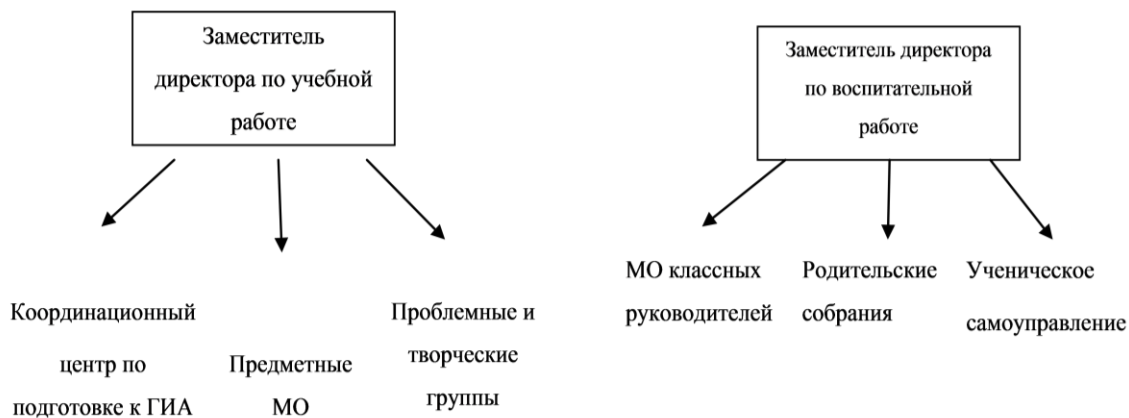 Заместитель
директора по учебной
работе
Заместитель директора
по воспитательной
работе
Координационный
центр по
подготовке к ГИА
Предметные
МО
Проблемные и
творческие
группы
МО классных
руководителей
Родительские
собрания
Ученическое
самоуправление